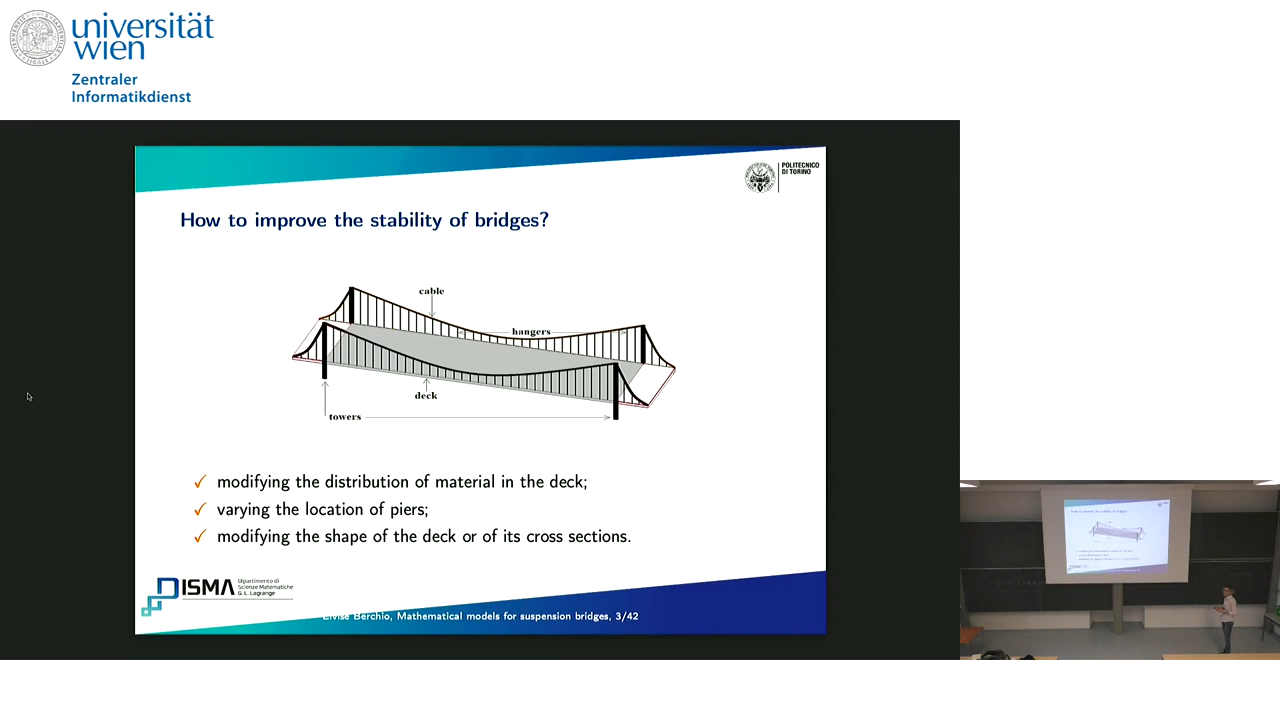 universität
wien
Zentraler
Informatikdienst
POLITECNICO
DI TORINO
How to improve the stability of bridges?
cable
hangers
deck
towers
✓ modifying the distribution of material in the deck;
✓ varying the location of piers;
✓ modifying the shape of the deck or of its cross sections.
DISMA
Dipartimento di
Scienze Matematiche
G. L. Lagrange
Elvise Berchio, Mathematical models for suspension bridges, 3/42